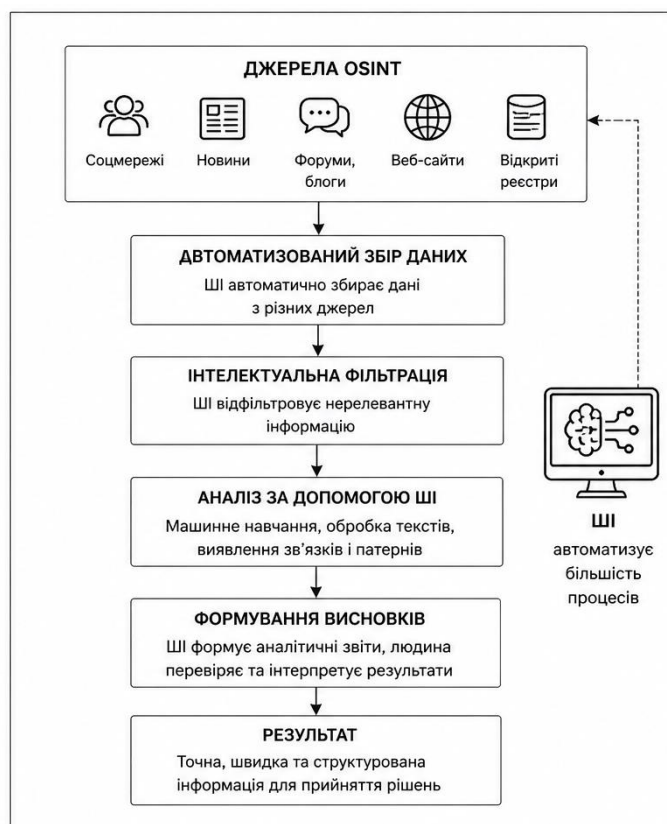 ДЖЕРЕЛА OSINT
Соцмережі
Новини
Форуми,
блоги
Веб-сайти
Відкриті
реєстри
ДВТОМАТИЗОВАНИЙ ЗБІР ДАНИХ
ШІ автоматично збирає дані
з різних джерел
ІНТЕЛЕКТУАЛЬНА ФІЛЬТРАЦІЯ
ШІ відфільтровує нерелевантну
інформацію
АНАЛІЗ ЗА ДОПОМОГОЮ ШІ
Машинне навчання, обробка текстів,
виявлення зв’язків і патернів
ФОРМУВАННЯ ВИСНОВКІВ
ШІ формує аналітичні звіти, людина
перевіряє та інтерпретує результати
РЕЗУЛЬТАТ
Точна, швидка та структурована
інформація для прийняття рішень
ШІ
автоматизує
більшість
процесів